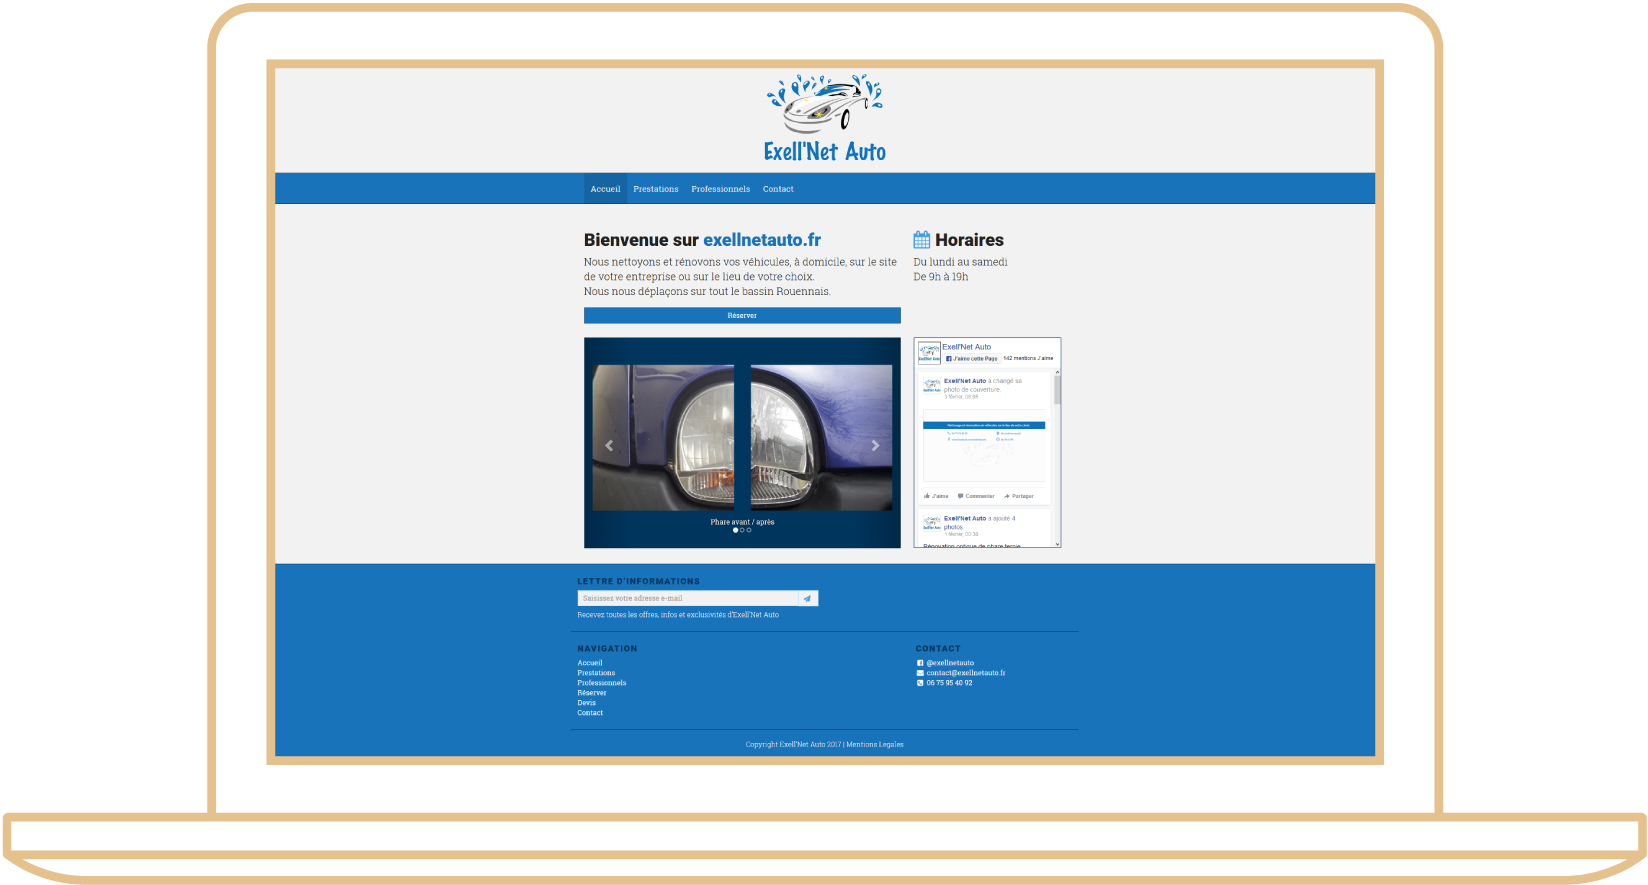 Exell'Net Auto
Accueil Prestations Professionnels Contact
Bienvenue sur exellnetauto.fr
Nous nettoyons et rénovons vos véhicules, à domicile, sur le site
de votre entreprise ou sur le lieu de votre choix.
Nous nous déplaçons sur tout le bassin Rouennais.
Réserver
Horaires
Du lundi au samedi
De 9h à 19h
Phare avant / après
Exell'Net Auto
J'aime cette Page 142 mentions J'aime
Exell'Net Auto a changé sa
photo de couverture.
J'aime Commenter Partager
Exell'Net Auto a ajouté 4
photos
Rénovation optique de phare ternie
LETTRE D'INFORMATIONS
Saisissez votre adresse e-mail
Recevez toutes les offres, infos et exclusivités d'Exell'Net Auto
NAVIGATION
Accueil
Prestations
Professionnels
Réserver
Devis
Contact
CONTACT
@exellnetauto
contact@exellnetauto.fr
06 75 95 40 92
Copyright Exell'Net Auto 2017 | Mentions Legales